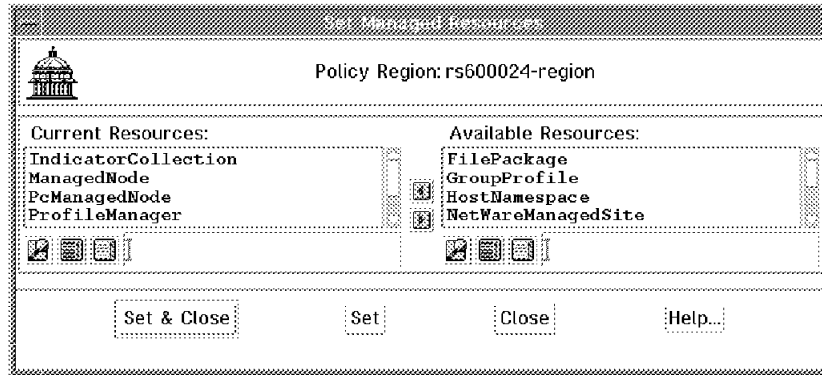 Set Managed Resources
Policy Region: rs600024-region
Current Resources:
IndicatorCollection
ManagedNode
PcManagedNode
ProfileManager
Available Resources:
FilePackage
GroupProfile
HostNamespace
NetWareManagedSite
Set & Close
Set
Close
Help...